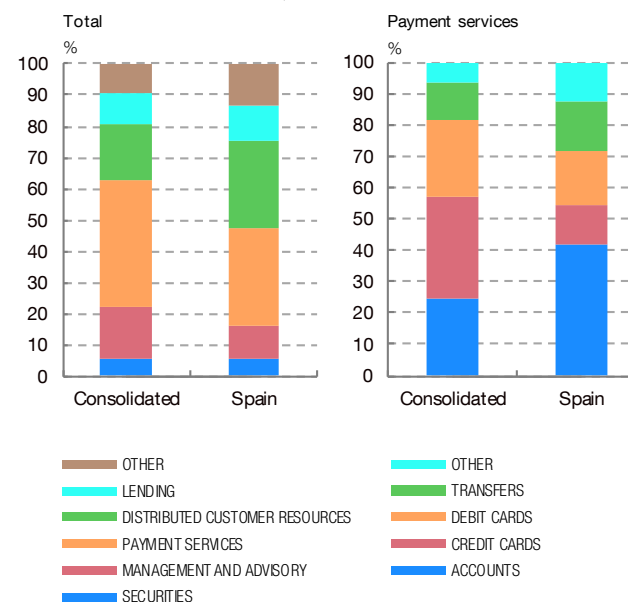 Total
%
100
90
80
70
60
50
40
30
20
10
0
Consolidated Spain
Payment services
%
100
90
80
70
60
50
40
30
20
10
0
Consolidated Spain
OTHER
LENDING
DISTRIBUTED CUSTOMER RESOURCES
PAYMENT SERVICES
MANAGEMENT AND ADVISORY
SECURITIES
OTHER
TRANSFERS
DEBIT CARDS
CREDIT CARDS
ACCOUNTS